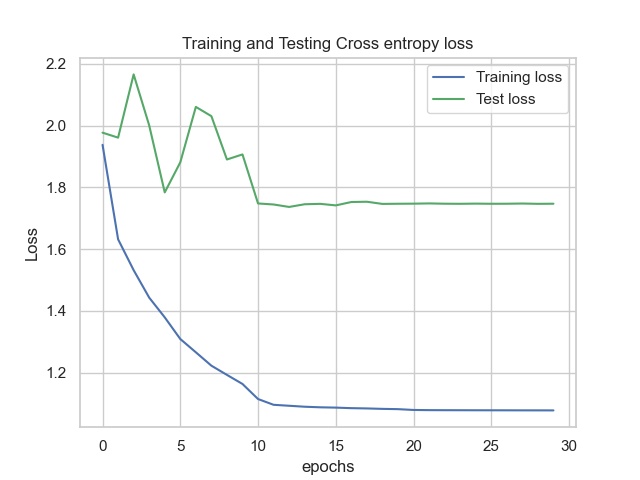 Training and Testing Cross entropy loss
Training loss
Test loss
2.2
2.0
1.8
1.6
1.4
1.2
Loss
0 5 10 15 20 25 30
epochs